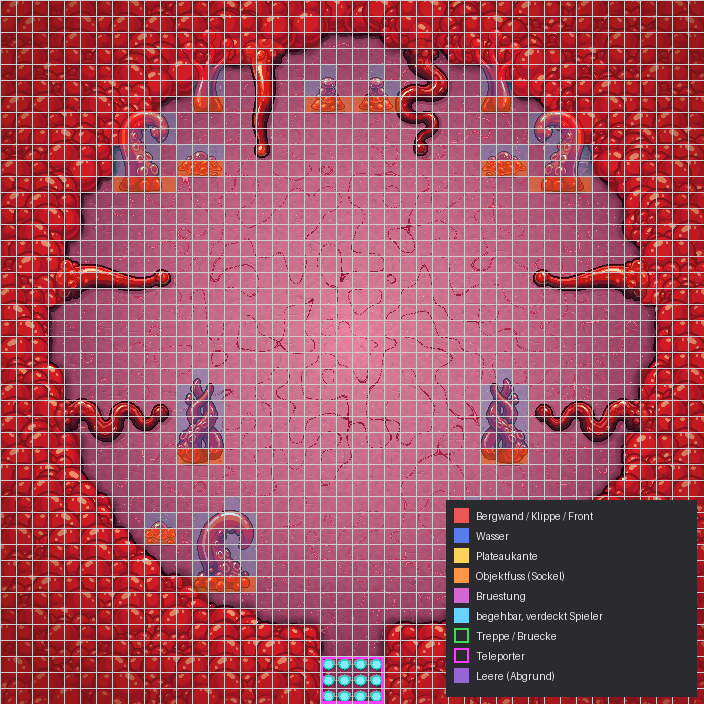 Bergwand / Klippe / Front
Wasser
Plateaukante
Objektfuss (Sockel)
Bruestung
begehbar, verdeckt Spieler
Treppe / Bruecke
Teleporter
Leere (Abgrund)